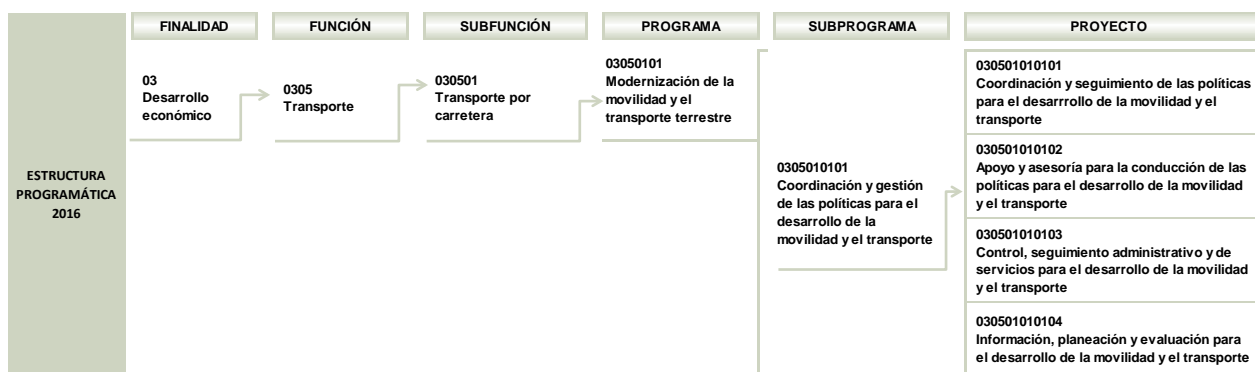 FINALIDAD
FUNCIÓN
SUBFUNCIÓN
PROGRAMA
SUBPROGRAMA
PROYECTO
ESTRUCTURA
PROGRAMÁTICA
2016
03
Desarrollo
económico
0305
Transporte
030501
Transporte por
carretera
03050101
Modernización de la
movilidad y el
transporte terrestre
0305010101
Coordinación y gestión
de las políticas para el
desarrollo de la
movilidad y el transporte
030501010101
Coordinación y seguimiento de las políticas
para el desarrollo de la movilidad y el
transporte
030501010102
Apoyo y asesoría para la conducción de las
políticas para el desarrollo de la movilidad
y el transporte
030501010103
Control, seguimiento administrativo y de
servicios para el desarrollo de la movilidad
y el transporte
030501010104
Información, planeación y evaluación para
el desarrollo de la movilidad y el transporte